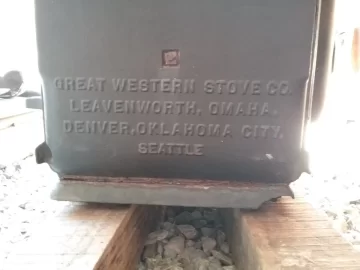 GREAT WESTERN STOVE CO.
LEAVENWORTH, OMAHA,
DENVER, OKLAHOMA CITY,
SEATTLE